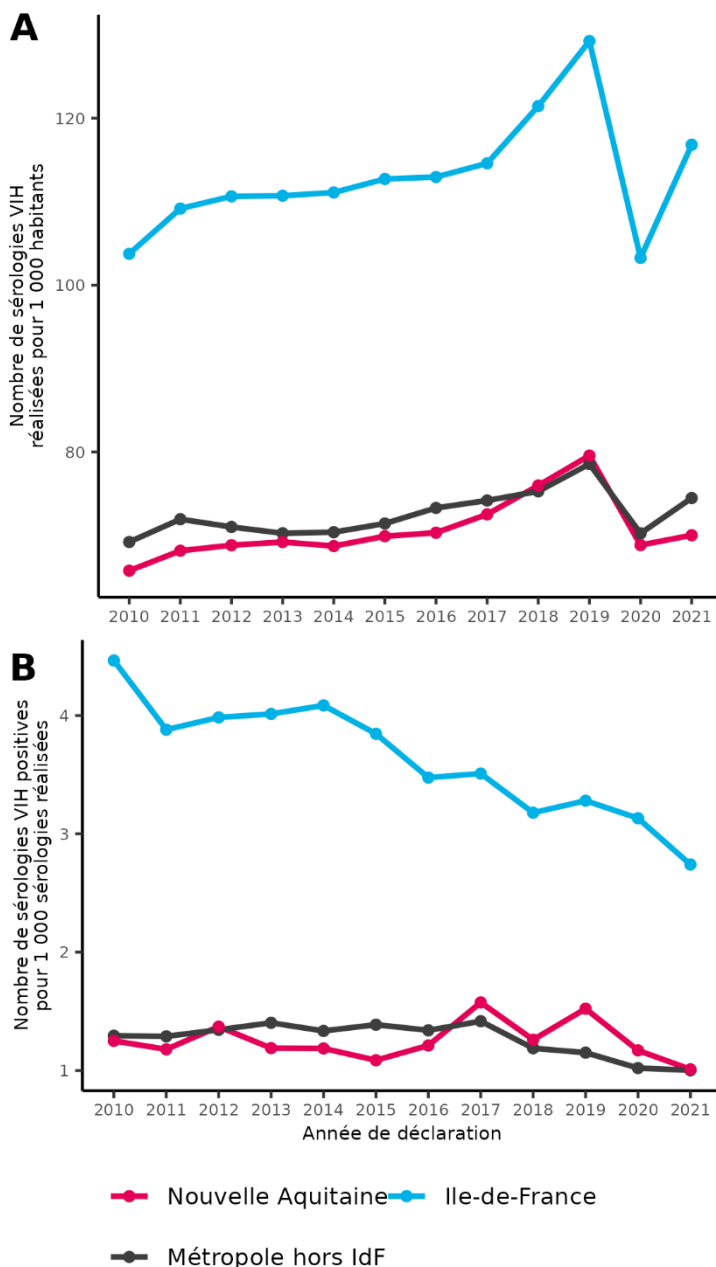 A
Nombre de sérologies VIH
réalisées pour 1 000 habitants
120
100
80
2010 2011 2012 2013 2014 2015 2016 2017 2018 2019 2020 2021
B
Nombre de sérologies VIH positives
pour 1 000 sérologies réalisées
4
3
2
1
2010 2011 2012 2013 2014 2015 2016 2017 2018 2019 2020 2021
Année de déclaration
Nouvelle Aquitaine Ile-de-France
Métropole hors IdF